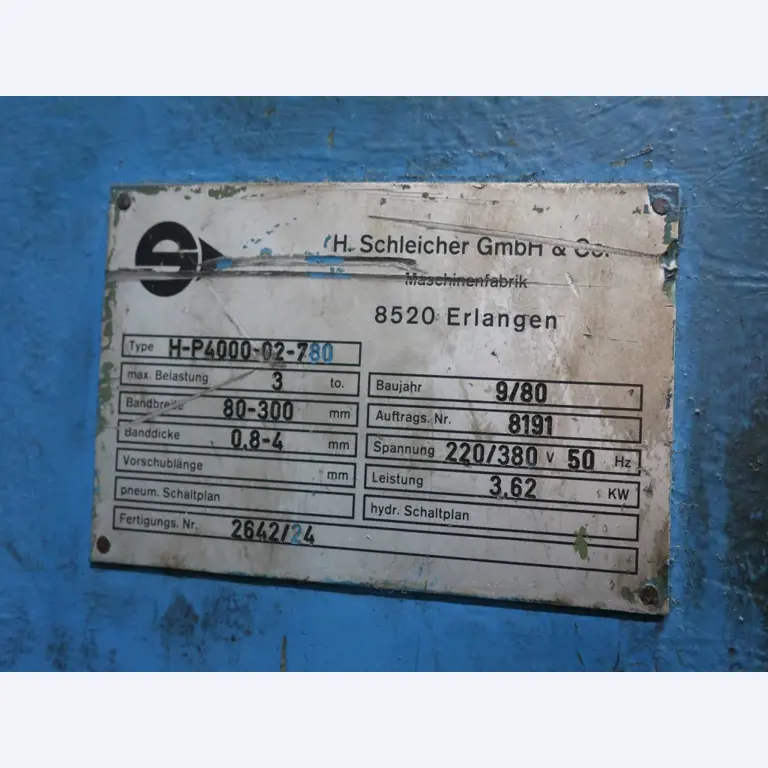 H. Schleicher GmbH & Co.
Maschinenfabrik
8520 Erlangen
Type H-P4000-02-780
max. Belastung 3 to.
Bandbreite 80-300 mm
Banddicke 0,8-4 mm
Vorschublänge mm
pneum. Schaltplan
Fertigungs. Nr. 2642/24
Baujahr 9/80
Auftrags. Nr. 8191
Spannung 220/380 V 50 Hz
Leistung 3,62 KW
hydr. Schaltplan